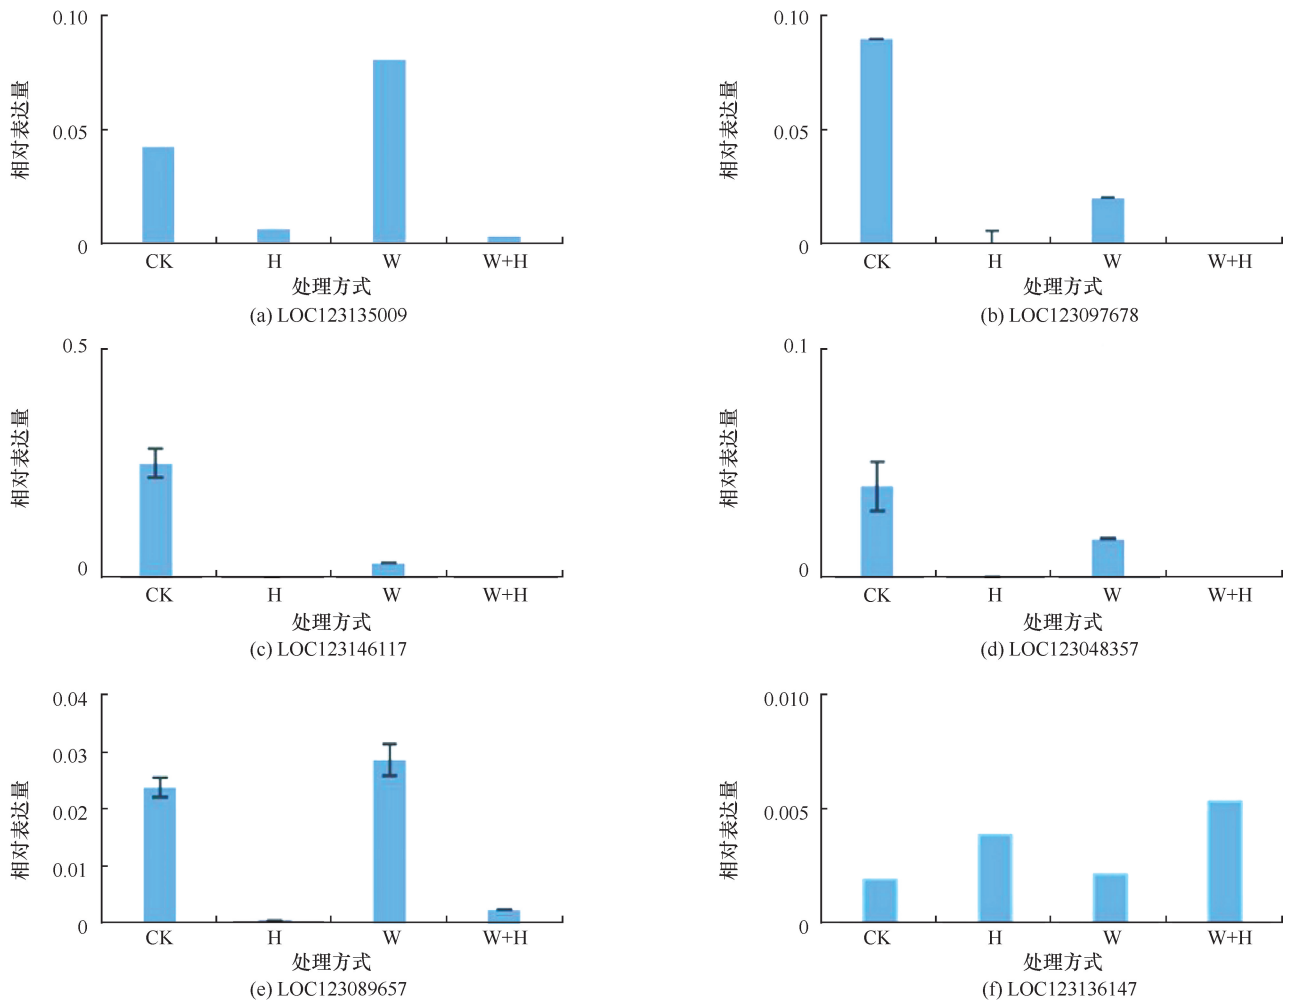 0.10
0.05
0
相对表达量
CK H W W+H
处理方式
(a) LOC123135009
0.10
0.05
0
相对表达量
CK H W W+H
处理方式
(b) LOC123097678
0.5
0
相对表达量
CK H W W+H
处理方式
(c) LOC123146117
0.1
0
相对表达量
CK H W W+H
处理方式
(d) LOC123048357
0.04
0.03
0.02
0.01
0
相对表达量
CK H W W+H
处理方式
(e) LOC123089657
0.010
0.005
0
相对表达量
CK H W W+H
处理方式
(f) LOC123136147